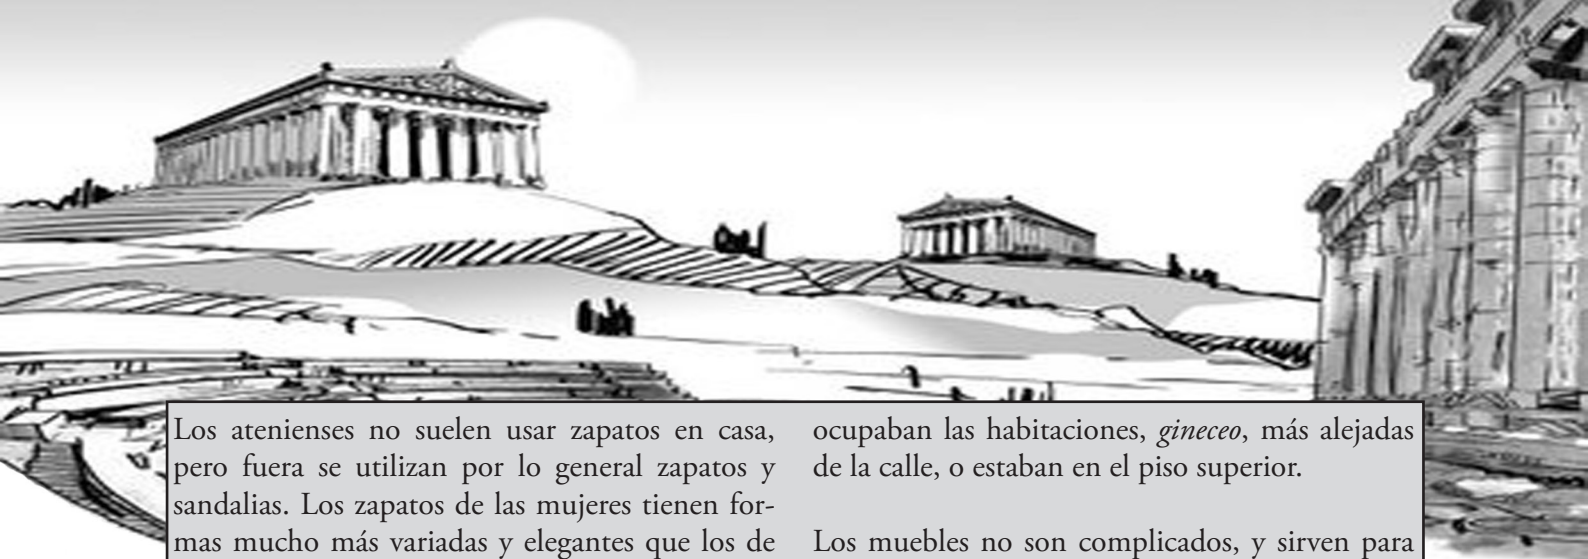 Los atenienses no suelen usar zapatos en casa,
pero fuera se utilizan por lo general zapatos y
sandalias. Los zapatos de las mujeres tienen for-
mas mucho más variadas y elegantes que los de
ocupaban las habitaciones, gineceo, más alejadas
de la calle, o estaban en el piso superior.
Los muebles no son complicados, y sirven para